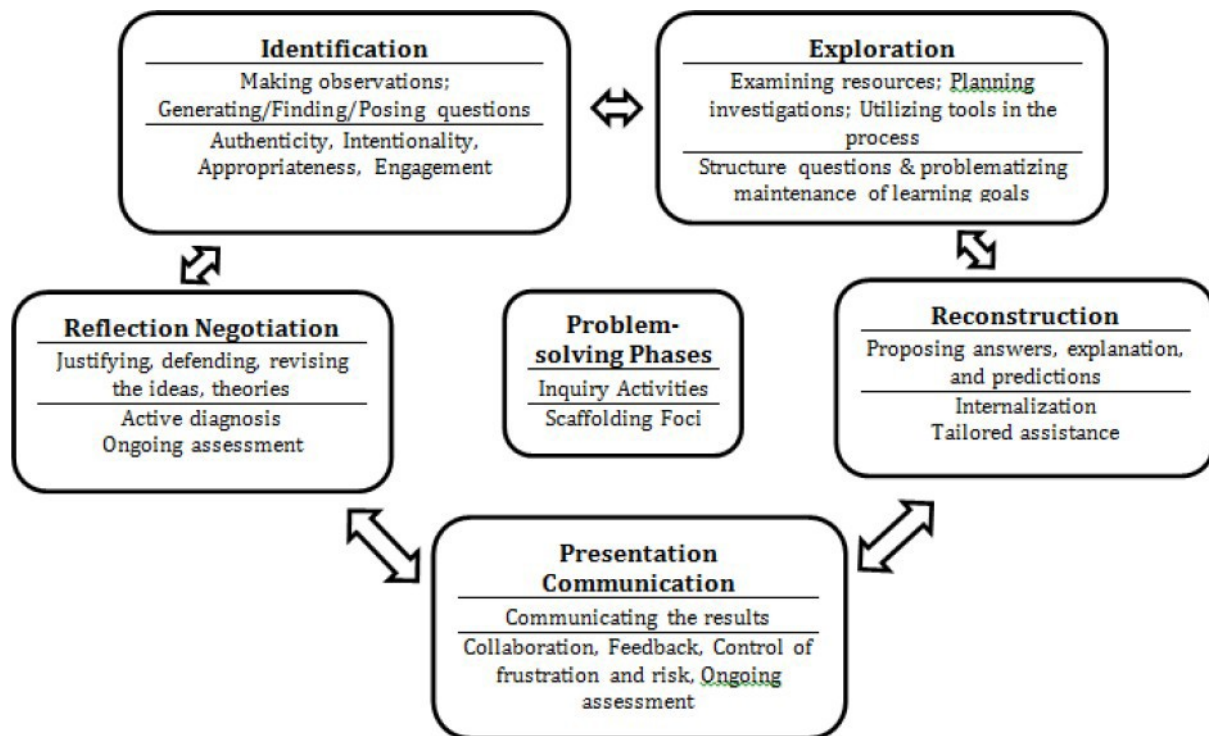 Identification
Making observations;
Generating/Finding/Posing questions
Authenticity, Intentionality,
Appropriateness, Engagement
Exploration
Examining resources; Planning
investigations; Utilizing tools in the
process
Structure questions & problematizing
maintenance of learning goals
Reflection Negotiation
Justifying, defending, revising
the ideas, theories
Active diagnosis
Ongoing assessment
Problem-
solving Phases
Inquiry Activities
Scaffolding Foci
Reconstruction
Proposing answers, explanation,
and predictions
Internalization
Tailored assistance
Presentation
Communication
Communicating the results
Collaboration, Feedback, Control of
frustration and risk, Ongoing
assessment